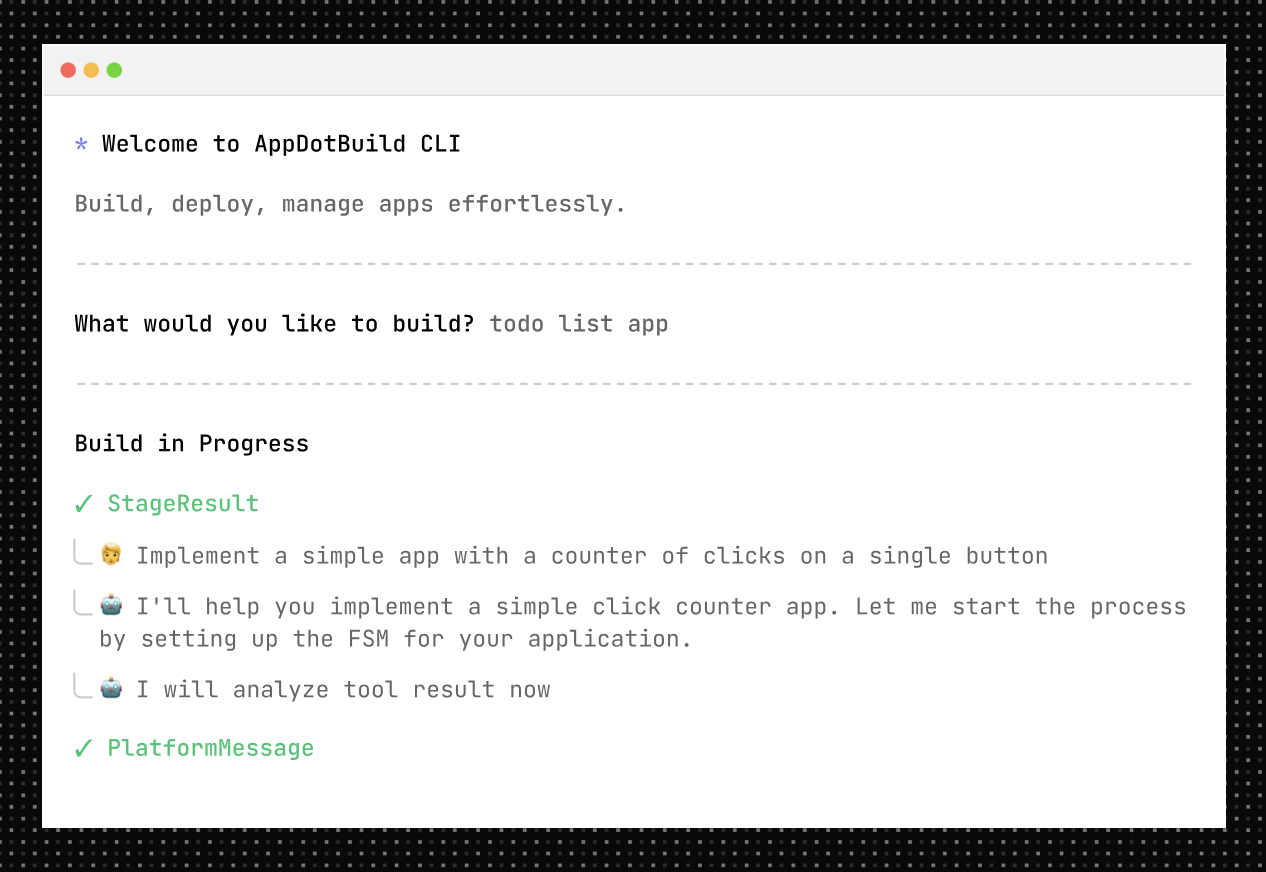 * Welcome to AppDotBuild CLI
Build, deploy, manage apps effortlessly.
What would you like to build? todo list app
Build in Progress
✓ StageResult
Implement a simple app with a counter of clicks on a single button
I'll help you implement a simple click counter app. Let me start the process
by setting up the FSM for your application.
I will analyze tool result now
✓ PlatformMessage